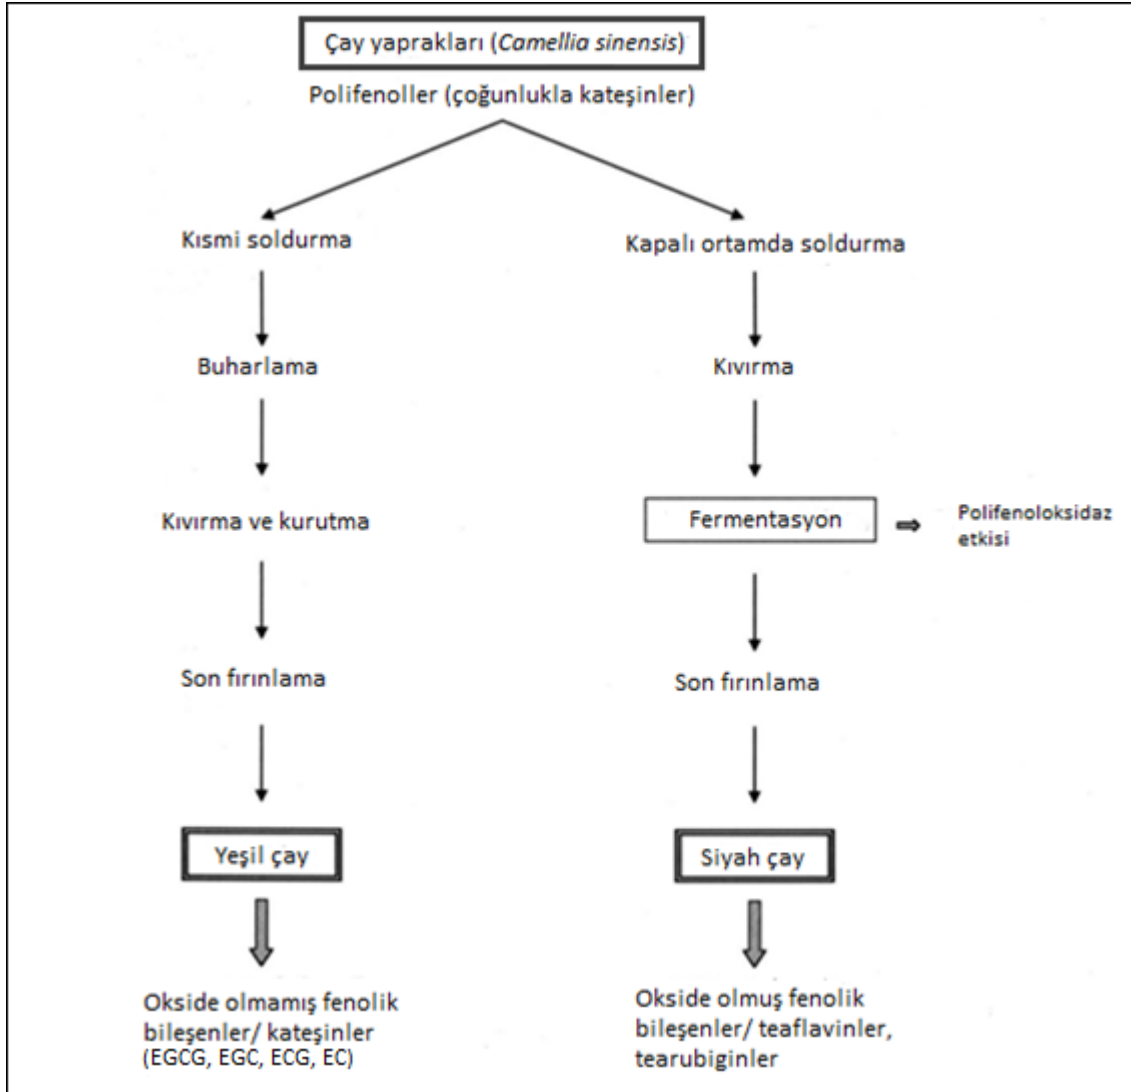 Çay yaprakları (Camellia sinensis)
Polifenoller (çoğunlukla kateşinler)
Kısmi soldurma
Buharlama
Kıvırma ve kurutma
Son fırınlama
Yeşil çay
Okside olmamış fenolik
bileşenler/ kateşinler
(EGCG, EGC, ECG, EC)
Kapalı ortamda soldurma
Kıvırma
Fermentasyon
Polifenoloksidaz
etkisi
Son fırınlama
Siyah çay
Okside olmuş fenolik
bileşenler/ teaflavinler,
tearubiginler